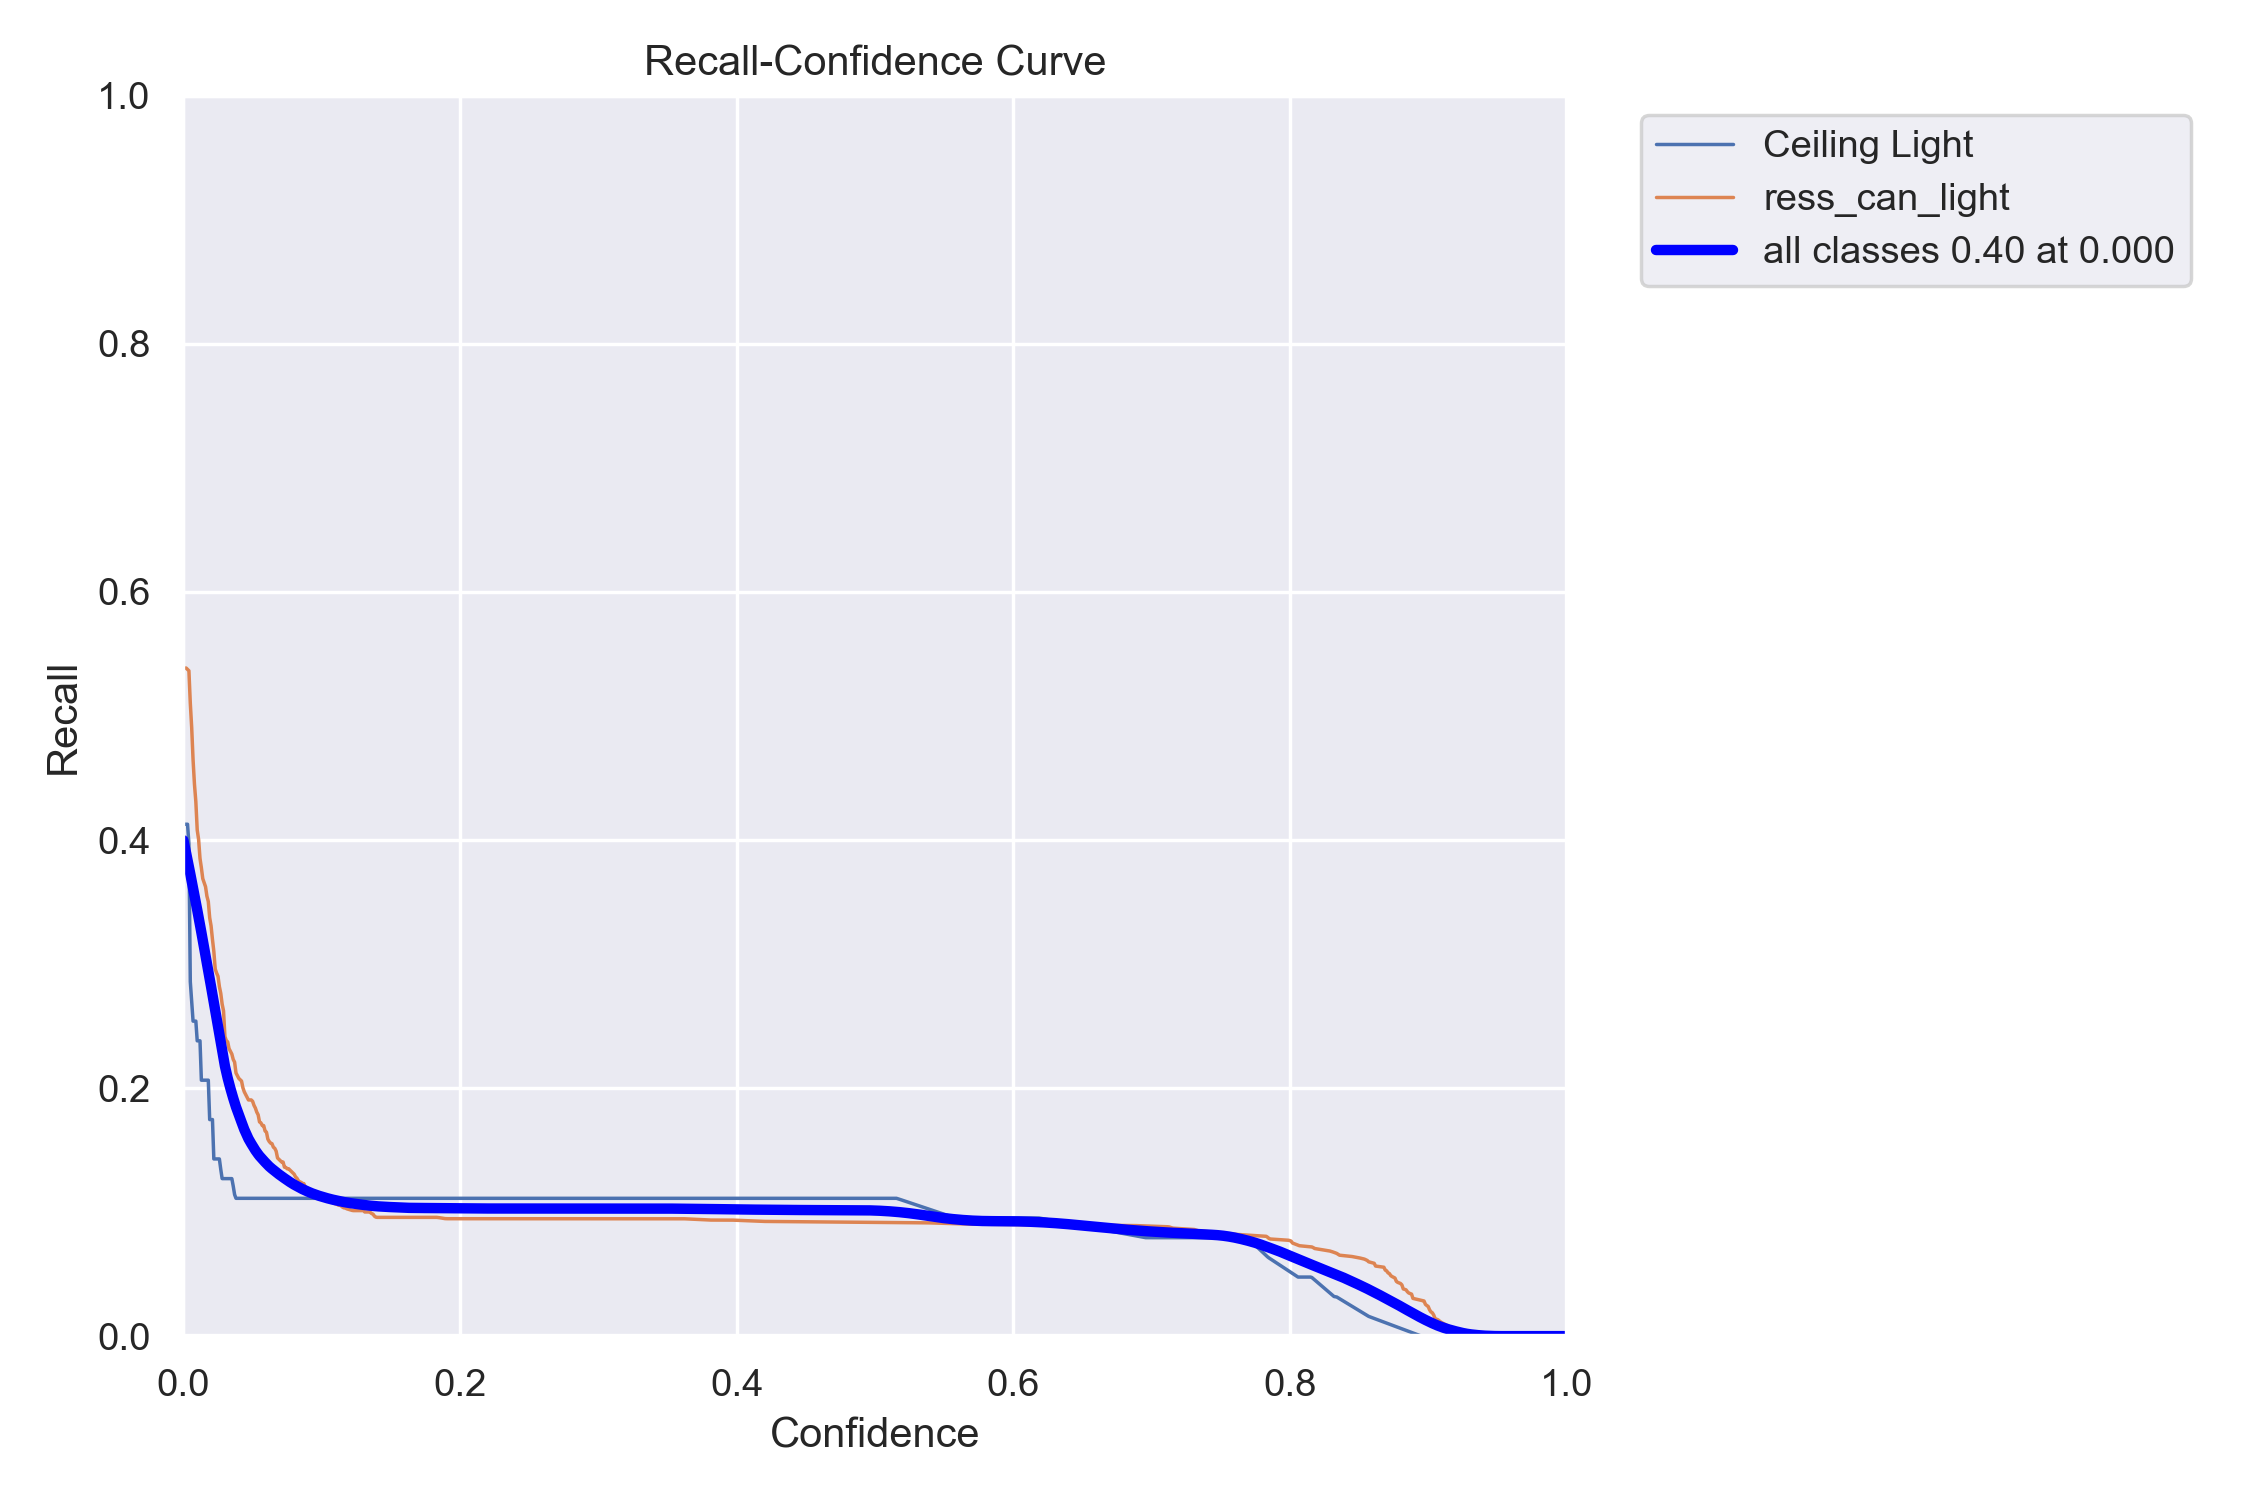 Recall-Confidence Curve
1.0
0.8
0.6
0.4
0.2
0.0
Recall
0.0 0.2 0.4 0.6 0.8 1.0
Confidence
Ceiling Light
ress_can_light
all classes 0.40 at 0.000